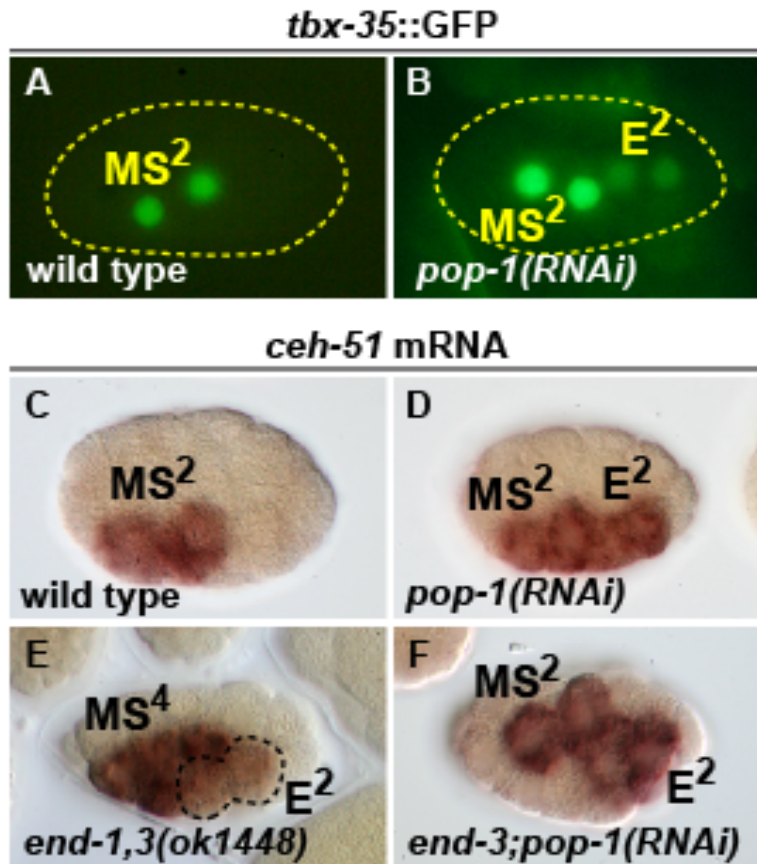 tbx-35::GFP
A
MS²
wild type
B
E²
MS²
pop-1(RNAi)
ceh-51 mRNA
C
MS²
wild type
D
MS² E²
pop-1(RNAi)
E
MS⁴
E²
end-1,3(ok1448)
F
MS²
E²
end-3;pop-1(RNAi)